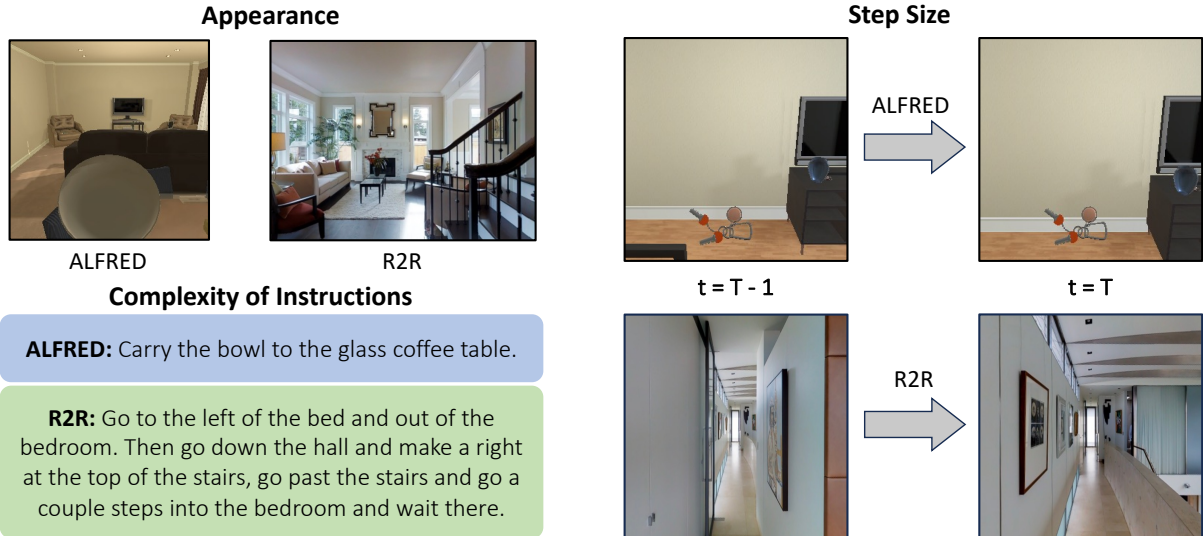 Appearance
ALFRED
R2R
Complexity of Instructions
ALFRED: Carry the bowl to the glass coffee table.
R2R: Go to the left of the bed and out of the
bedroom. Then go down the hall and make a right
at the top of the stairs, go past the stairs and go a
couple steps into the bedroom and wait there.
Step Size
ALFRED
t = T - 1
t = T
R2R